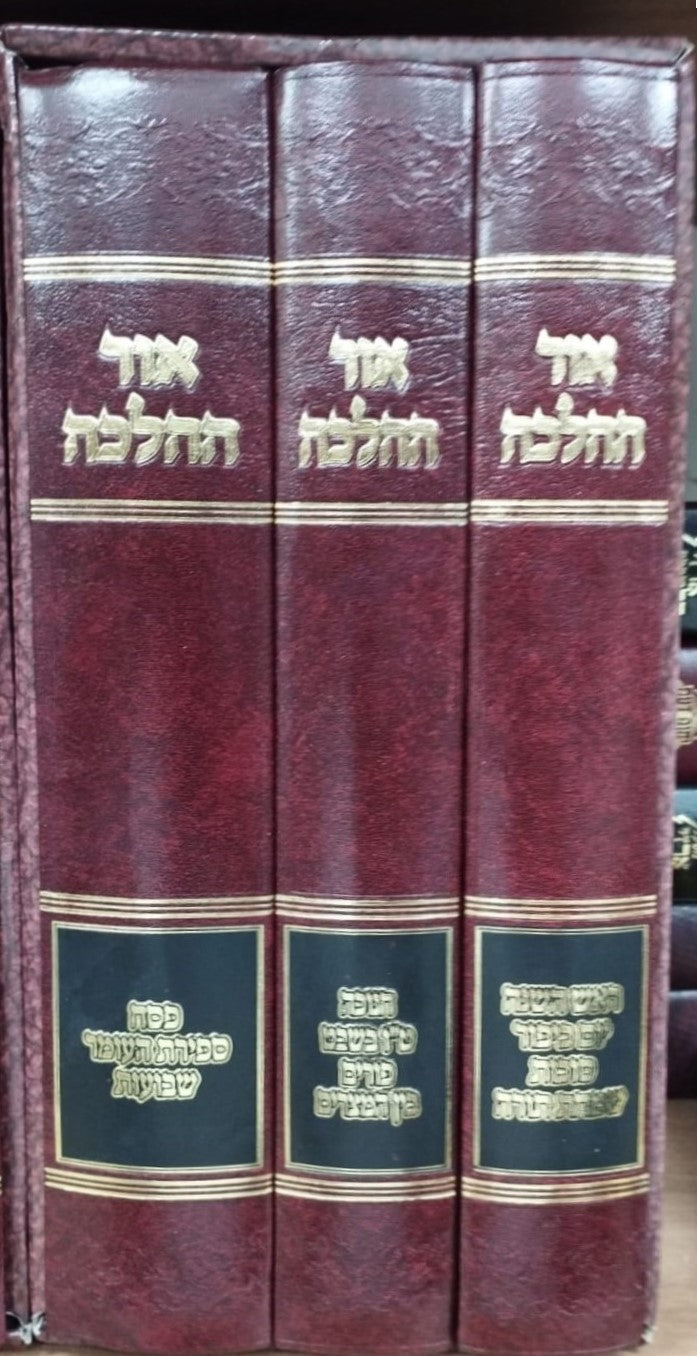 אור
ההלכה
ראש השנה
יום כיפור
סוכות
שמחת תורה
אור
ההלכה
חנוכה
ט"ו בשבט
פורים
בין המצרים
אור
ההלכה
פסח
ספירת העומר
שבועות